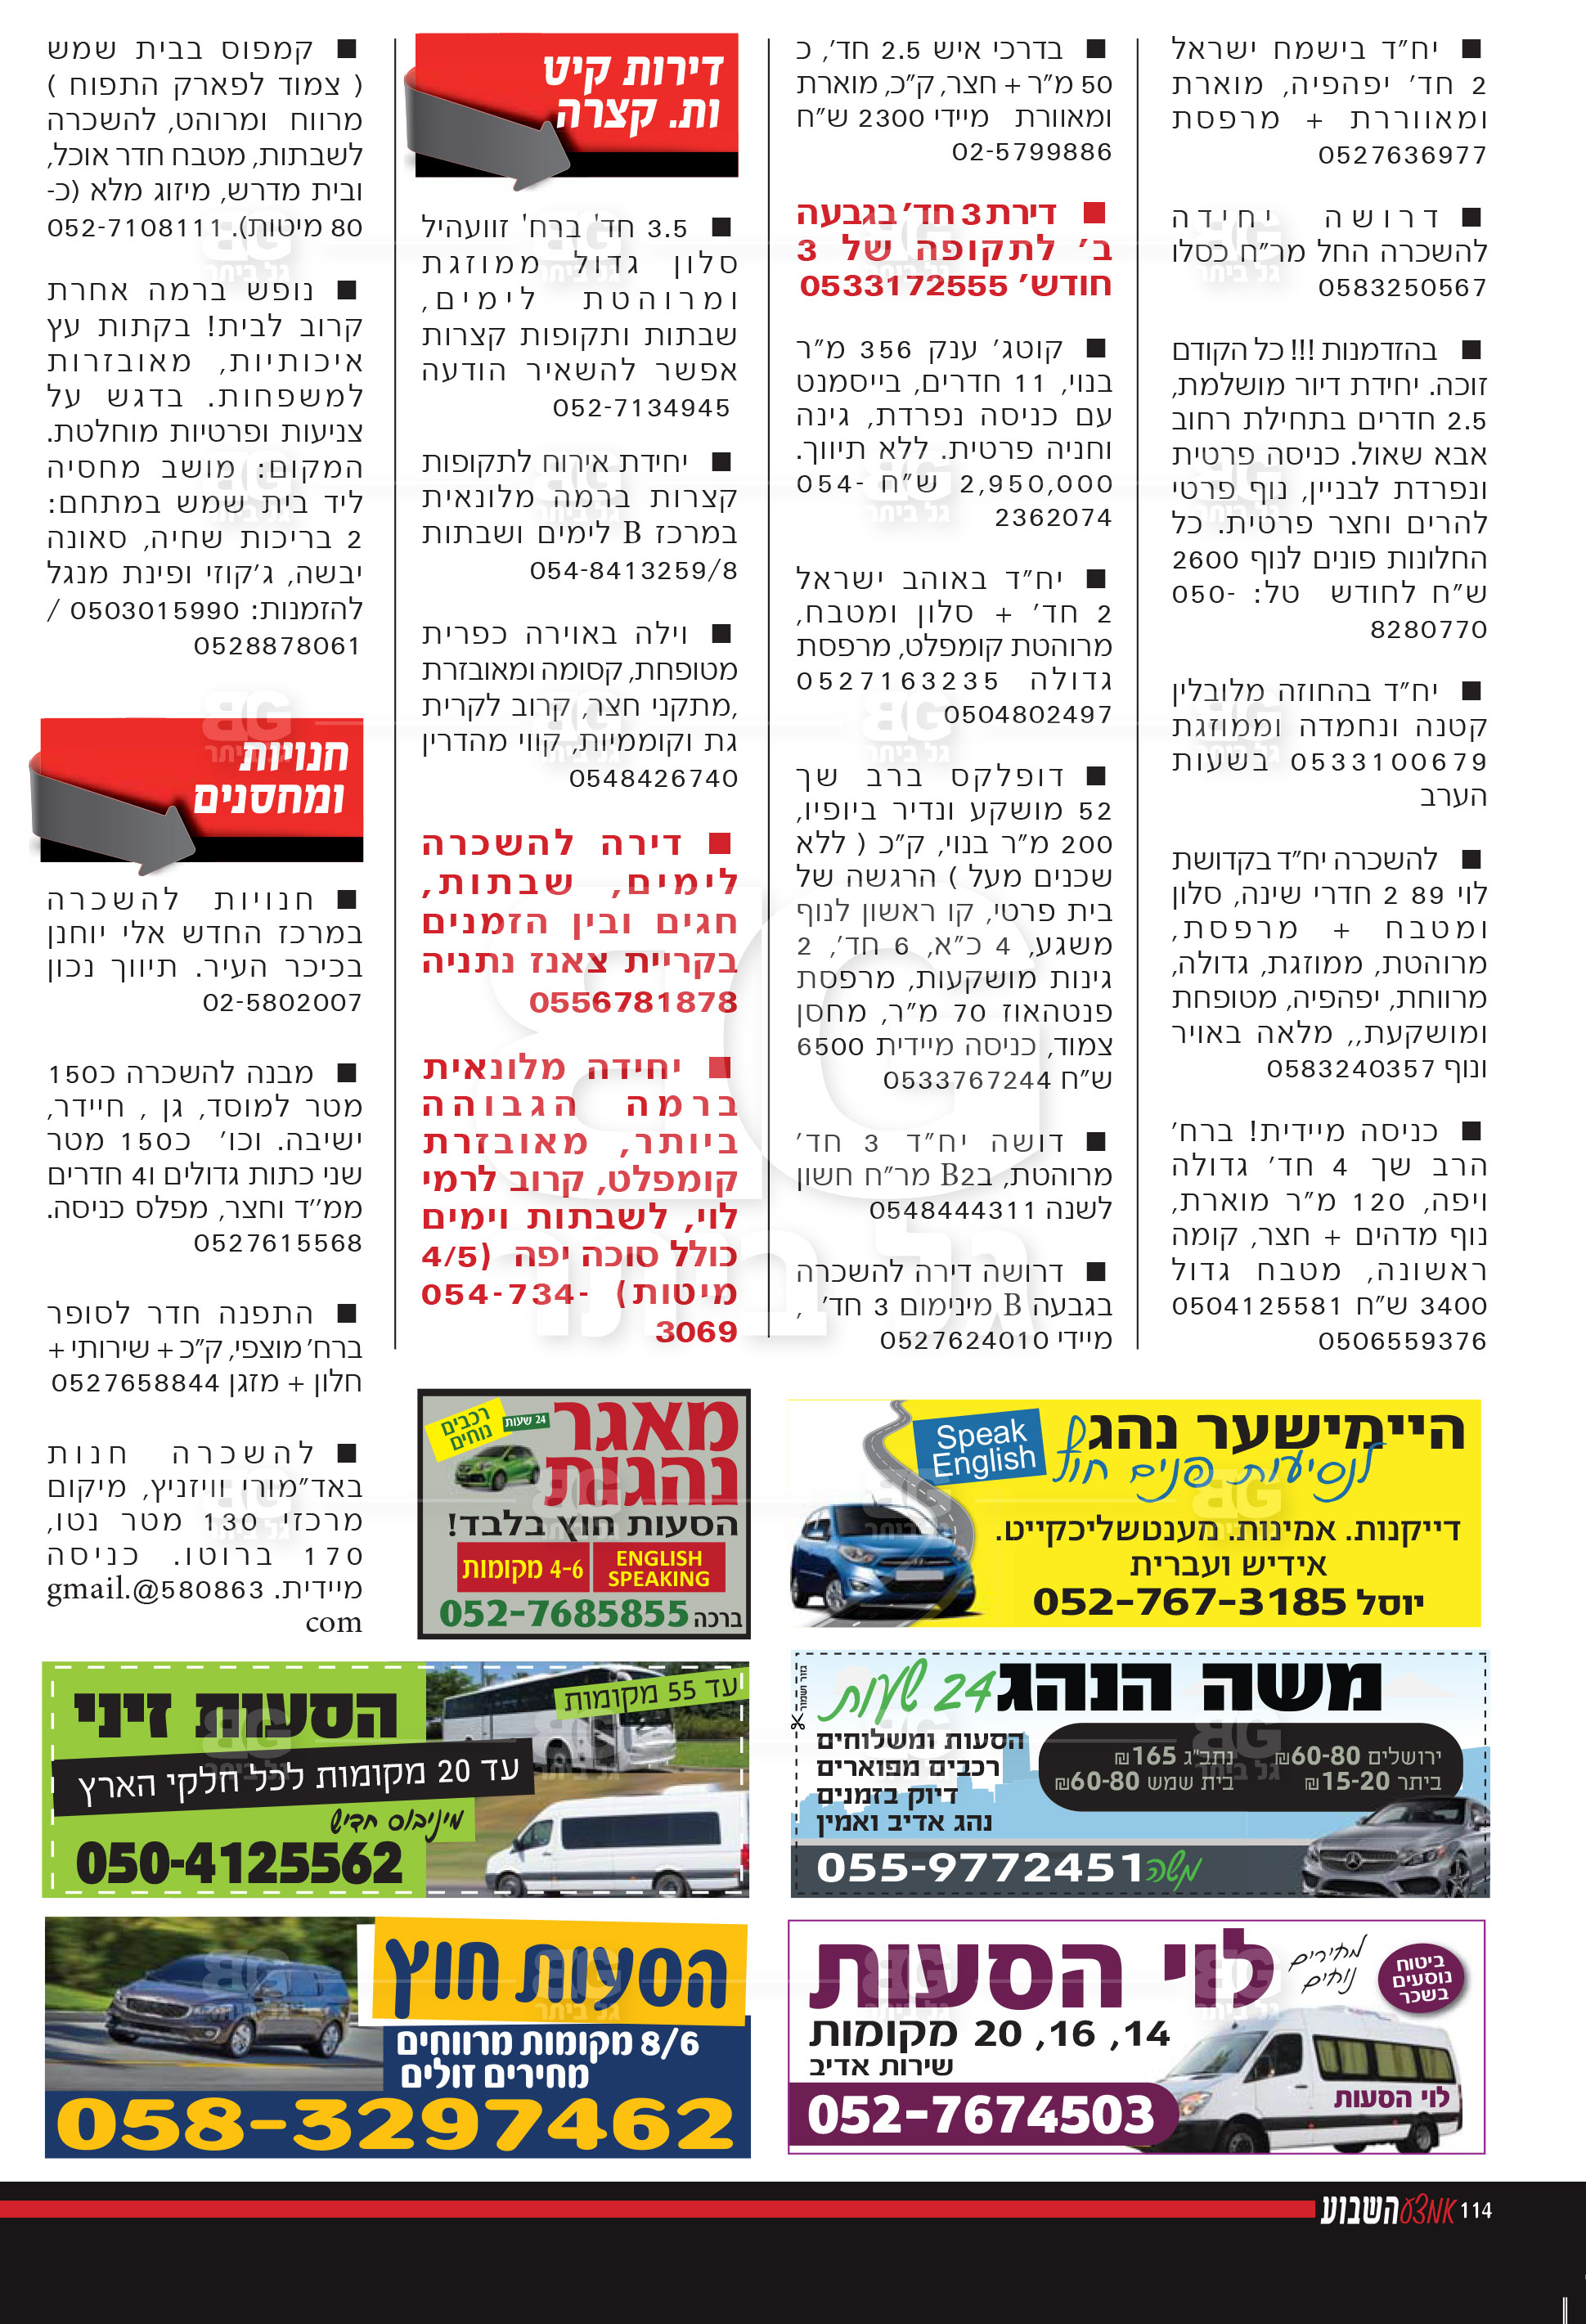 ■ יח"ד בישמח ישראל
2 חד' יפהפיה, מוארת
ומאווררת + מרפסת
0527636977
■ דרושה יחידה
להשכרה החל מר"ח כסלו
0583250567
■ בהזדמנות !!! כל הקודם
זוכה. יחידת דיור מושלמת,
2.5 חדרים בתחילת רחוב
אבא שאול. כניסה פרטית
ונפרדת לבניין, נוף פרטי
להרים וחצר פרטית. כל
החלונות פונים לנוף 2600
ש"ח לחודש טל: 050-
8280770
■ יח"ד בהחוזה מלובלין
קטנה ונחמדה וממוזגת
0533100679 בשעות
הערב
■ להשכרה יח"ד בקדושת
לוי 89 2 חדרי שינה, סלון
ומטבח + מרפסת,
מרוהטת, ממוזגת, גדולה,
מרווחת, יפהפיה, מטופחת
ומושקעת,, מלאה באויר
ונוף 0583240357
■ כניסה מיידית! ברח'
הרב שך 4 חד' גדולה
ויפה, 120 מ"ר מוארת,
נוף מדהים + חצר, קומה
ראשונה, מטבח גדול
3400 ש"ח 0504125581
0506559376
■ בדרכי איש 2.5 חד', כ
50 מ"ר + חצר, ק"כ, מוארת
ומאוורת מיידי 2300 ש"ח
02-5799886
■ דירת 3 חד' בגבעה
ב' לתקופה של 3
חודש' 0533172555
■ קוטג' ענק 356 מ"ר
בנוי, 11 חדרים, בייסמנט
עם כניסה נפרדת, גינה
וחניה פרטית. ללא תיווך.
2,950,000 ש"ח 054-
2362074
■ יח"ד באוהב ישראל
2 חד' + סלון ומטבח,
מרוהטת קומפלט, מרפסת
גדולה 0527163235
0504802497
■ דופלקס ברב שך
52 מושקע ונדיר ביופיו,
200 מ"ר בנוי, ק"כ ( ללא
שכנים מעל ) הרגשה של
בית פרטי, קו ראשון לנוף
משגע, 4 כ"א, 6 חד', 2
גינות מושקעות, מרפסת
פנטהאוז 70 מ"ר, מחסן
צמוד, כניסה מיידית 6500
ש"ח 0533767244
■ דושה יח"ד 3 חד'
מרוהטת, בB2 מר"ח חשון
לשנה 0548444311
■ דרושה דירה להשכרה
בגבעה B מינימום 3 חד' ,
מיידי 0527624010
דירות קיט
ות. קצרה
■ 3.5 חד' ברח' זוועהיל
סלון גדול ממוזגת
ומרוהטת לימים,
שבתות ותקופות קצרות
אפשר להשאיר הודעה
052-7134945
■ יחידת אירוח לתקופות
קצרות ברמה מלונאית
במרכז B לימים ושבתות
054-8413259/8
■ וילה באוירה כפרית
מטופחת, קסומה ומאובזרת
,מתקני חצר, קרוב לקרית
גת וקוממיות, קווי מהדרין
0548426740
■ דירה להשכרה
לימים, שבתות,
חגים ובין הזמנים
בקריית צאנז נתניה
0556781878
■ יחידה מלונאית
ברמה הגבוהה
ביותר, מאובזרת
קומפלט, קרוב לרמי
לוי, לשבתות וימים
כולל סוכה יפה (4/5
מיטות) 054-734-
3069
■ קמפוס בבית שמש
( צמוד לפארק התפוח )
מרווח ומרוהט, להשכרה
לשבתות, מטבח חדר אוכל,
ובית מדרש, מיזוג מלא (כ-
80 מיטות). 052-7108111
■ נופש ברמה אחרת
קרוב לבית! בקתות עץ
איכותיות, מאובזרות
למשפחות. בדגש על
צניעות ופרטיות מוחלטת.
המקום: מושב מחסיה
ליד בית שמש במתחם:
2 בריכות שחיה, סאונה
יבשה, ג'קוזי ופינת מנגל
להזמנות: 0503015990 /
0528878061
חנויות
ומחסנים
■ חנויות להשכרה
במרכז החדש אלי יוחנן
בכיכר העיר. תיווך נכון
02-5802007
■ מבנה להשכרה כ150
מטר למוסד, גן , חיידר,
ישיבה. וכו' כ150 מטר
שני כתות גדולים ו4 חדרים
ממ"ד וחצר, מפלס כניסה.
0527615568
■ התפנה חדר לסופר
ברח' מוצפי, ק"כ + שירותי +
חלון + מזגן 0527658844
■ להשכרה חנות
באד"מורי וויזניץ, מיקום
מרכזי 130 מטר נטו,
170 ברוטו. כניסה
מיידית. 580863@gmail.
com
היימישער נהג
לנסיעות פנים חוץ
Speak
English
דייקנות. אמינות. מענטשליכקייט.
אידיש ועברית
יוסל 052-767-3185
מאגר
נהגות
24 שעות
רכבים
נוחים
הסעות חוץ בלבד!
ENGLISH
SPEAKING
4-6 מקומות
ברכה 052-7685855
משה הנהג 24 שעות
גזור ושמור
הסעות ומשלוחים
רכבים מפוארים
דיוק בזמנים
נהג אדיב ואמין
ירושלים 60-80₪ נתב"ג 165₪
ביתר 15-20₪ בית שמש 60-80₪
משה 055-9772451
הסעות זיני
עד 55 מקומות
עד 20 מקומות לכל חלקי הארץ
מיניבוס חדיש
050-4125562
לוי הסעות
מחירים
נוחים
ביטוח
נוסעים
בשכר
14, 16, 20 מקומות
שירות אדיב
052-7674503
לוי הסעות
הסעות חוץ
8/6 מקומות מרווחים
מחירים זולים
058-3297462
114 אמצע השבוע
BG
גל ביתר